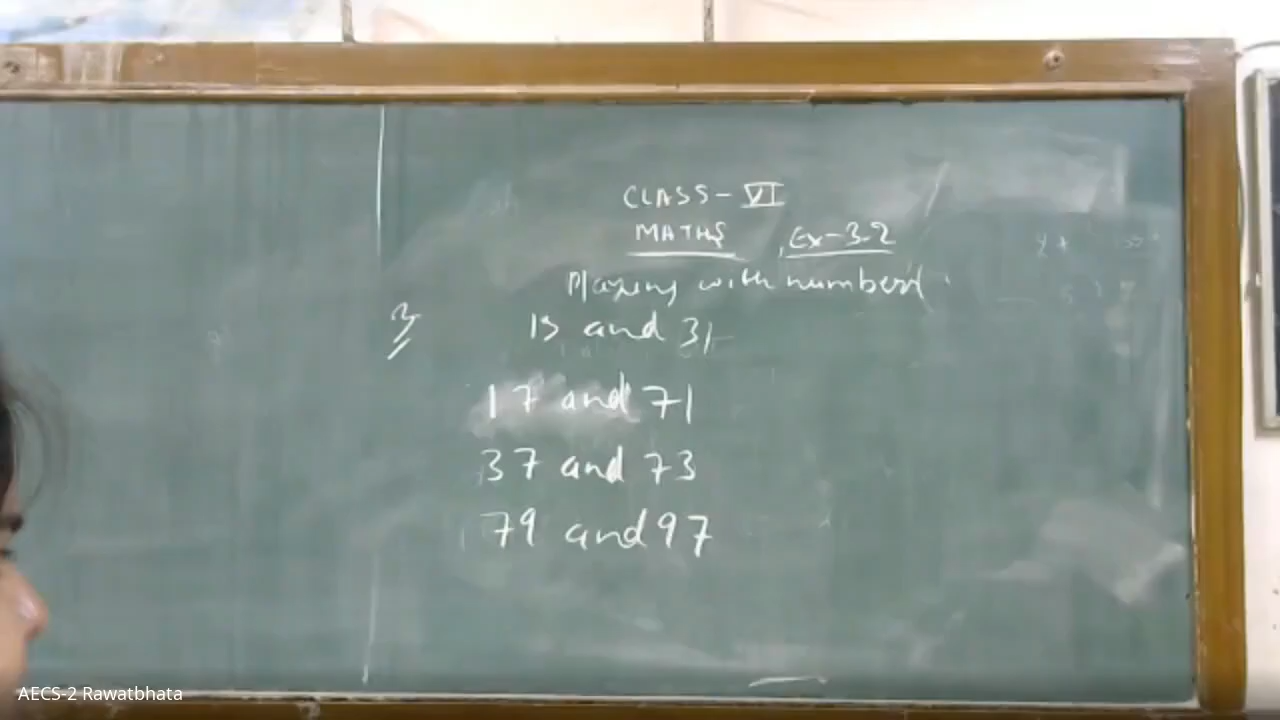 CLASS-VI
MATHS, Ex-3.2
Playing with numbers
3
13 and 31
17 and 71
37 and 73
79 and 97
AECS-2 Rawatbhata